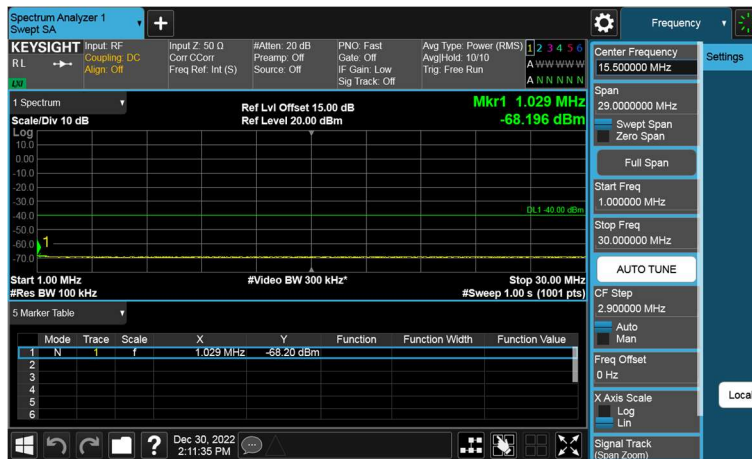 Spectrum Analyzer 1
Swept SA
Frequency
KEYSIGHT
RL
LXI
Input: RF
Coupling: DC
Align: Off
Input Z: 50 Ω
Corr CCorr
Freq Ref: Int (S)
#Atten: 20 dB
Preamp: Off
Source: Off
PNO: Fast
Gate: Off
IF Gain: Low
Sig Track: Off
Avg Type: Power (RMS)
Avg|Hold: 10/10
Trig: Free Run
1 2 3 4 5 6
A W W W W W
A N N N N N
1 Spectrum
Scale/Div 10 dB
Ref Lvl Offset 15.00 dB
Ref Level 20.00 dBm
Mkr1 1.029 MHz
-68.196 dBm
Log
10.0
0.00
-10.0
-20.0
-30.0
-40.0
-50.0
-60.0
-70.0
DL1 -40.00 dBm
1
Start 1.00 MHz
#Res BW 100 kHz
#Video BW 300 kHz*
Stop 30.00 MHz
#Sweep 1.00 s (1001 pts)
5 Marker Table
Mode Trace Scale X Y Function Function Width Function Value
1 N 1 f 1.029 MHz -68.20 dBm
2
3
4
5
6
Dec 30, 2022
2:11:35 PM
Center Frequency
15.500000 MHz
Span
29.0000000 MHz
Swept Span
Zero Span
Full Span
Start Freq
1.000000 MHz
Stop Freq
30.000000 MHz
AUTO TUNE
CF Step
2.900000 MHz
Auto
Man
Freq Offset
0 Hz
X Axis Scale
Log
Lin
Signal Track
(Span Zoom)
Settings
Local